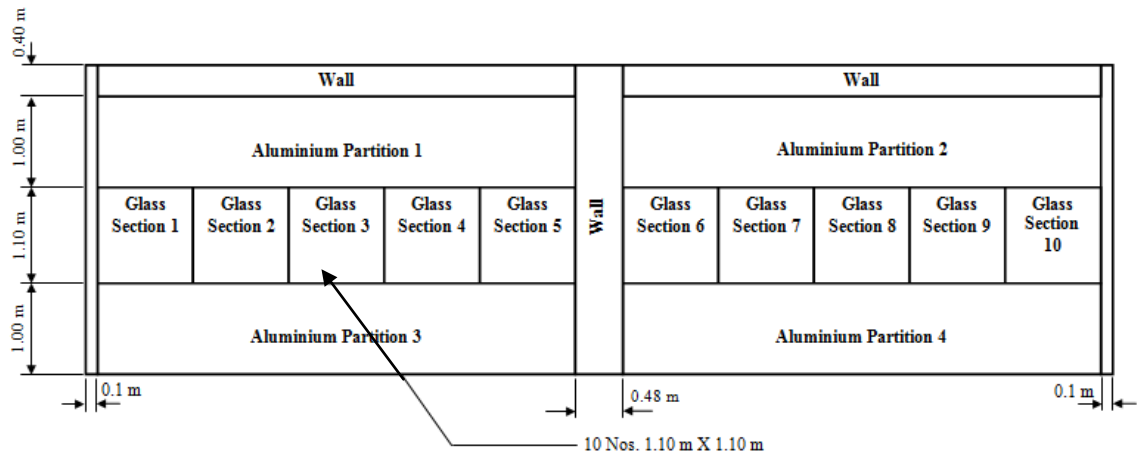 0.40 m
Wall
Wall
1.00 m
Aluminium Partition 1
Aluminium Partition 2
1.10 m
Glass
Section 1
Glass
Section 2
Glass
Section 3
Glass
Section 4
Glass
Section 5
Wall
Glass
Section 6
Glass
Section 7
Glass
Section 8
Glass
Section 9
Glass
Section
10
1.00 m
Aluminium Partition 3
Aluminium Partition 4
0.1 m
0.48 m
0.1 m
10 Nos. 1.10 m X 1.10 m